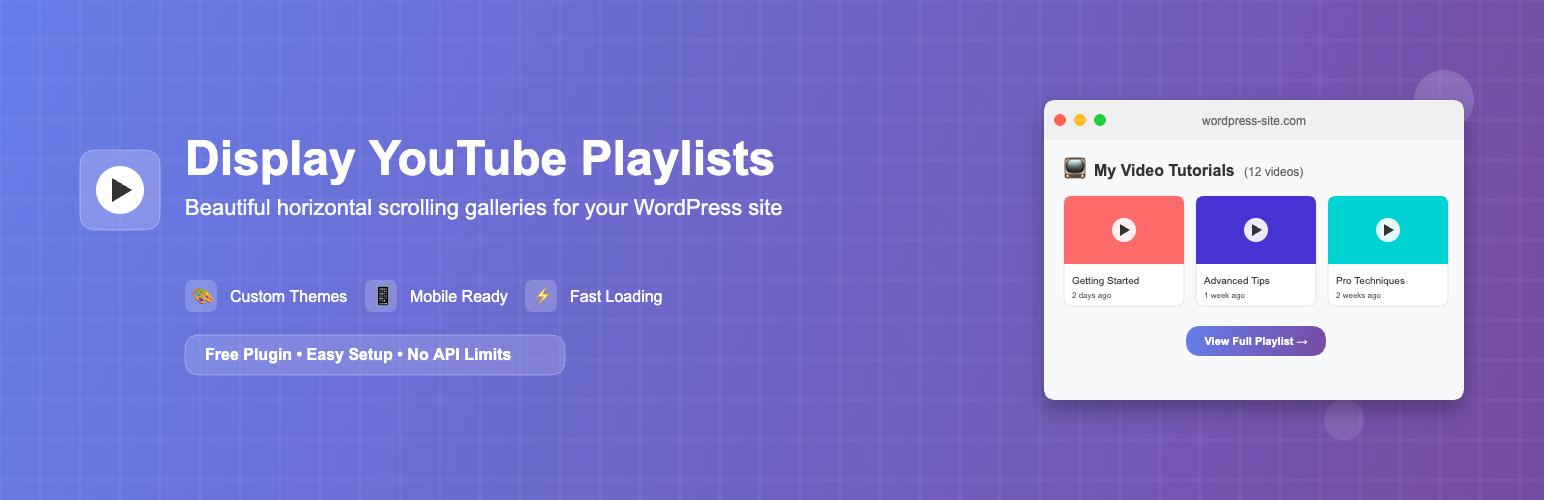 Display YouTube Playlists
Beautiful horizontal scrolling galleries for your WordPress site
Custom Themes
Mobile Ready
Fast Loading
Free Plugin • Easy Setup • No API Limits
wordpress-site.com
My Video Tutorials (12 videos)
Getting Started
2 days ago
Advanced Tips
1 week ago
Pro Techniques
2 weeks ago
View Full Playlist →